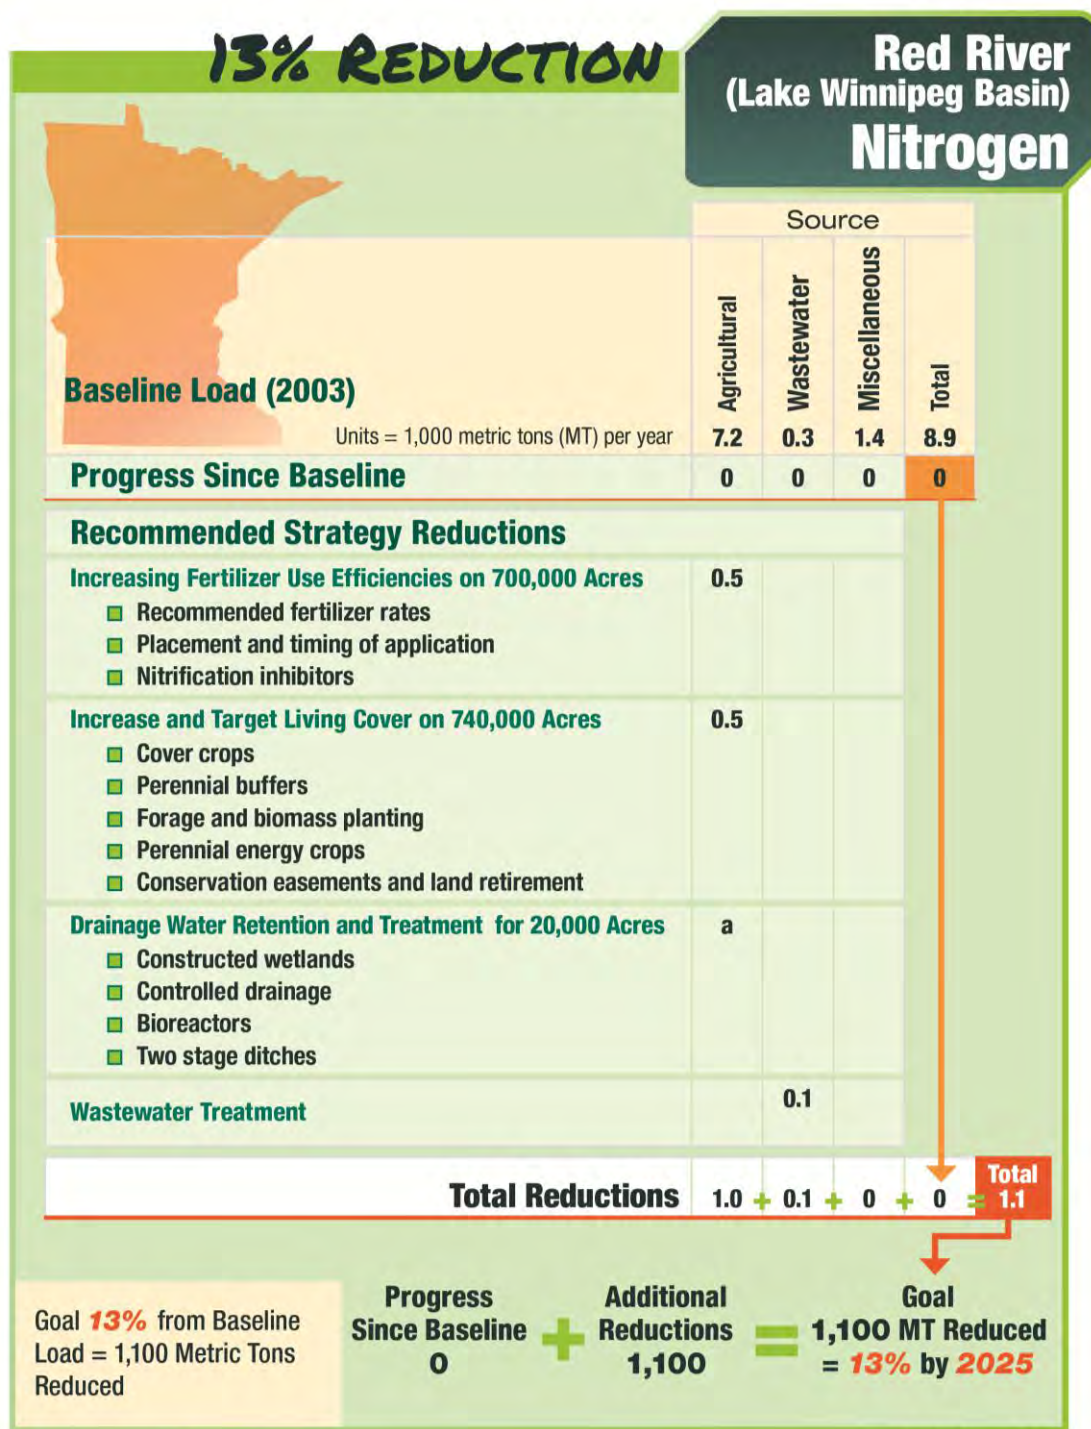 13% REDUCTION
Red River
(Lake Winnipeg Basin)
Nitrogen
Source
Agricultural
Wastewater
Miscellaneous
Total
Baseline Load (2003)
Units = 1,000 metric tons (MT) per year 7.2 0.3 1.4 8.9
Progress Since Baseline 0 0 0 0
Recommended Strategy Reductions
Increasing Fertilizer Use Efficiencies on 700,000 Acres 0.5
Recommended fertilizer rates
Placement and timing of application
Nitrification inhibitors
Increase and Target Living Cover on 740,000 Acres 0.5
Cover crops
Perennial buffers
Forage and biomass planting
Perennial energy crops
Conservation easements and land retirement
Drainage Water Retention and Treatment for 20,000 Acres a
Constructed wetlands
Controlled drainage
Bioreactors
Two stage ditches
Wastewater Treatment 0.1
Total Reductions 1.0 + 0.1 + 0 + 0 = Total 1.1
Goal 13% from Baseline
Load = 1,100 Metric Tons
Reduced
Progress
Since Baseline
0
+
Additional
Reductions
1,100
=
Goal
1,100 MT Reduced
= 13% by 2025